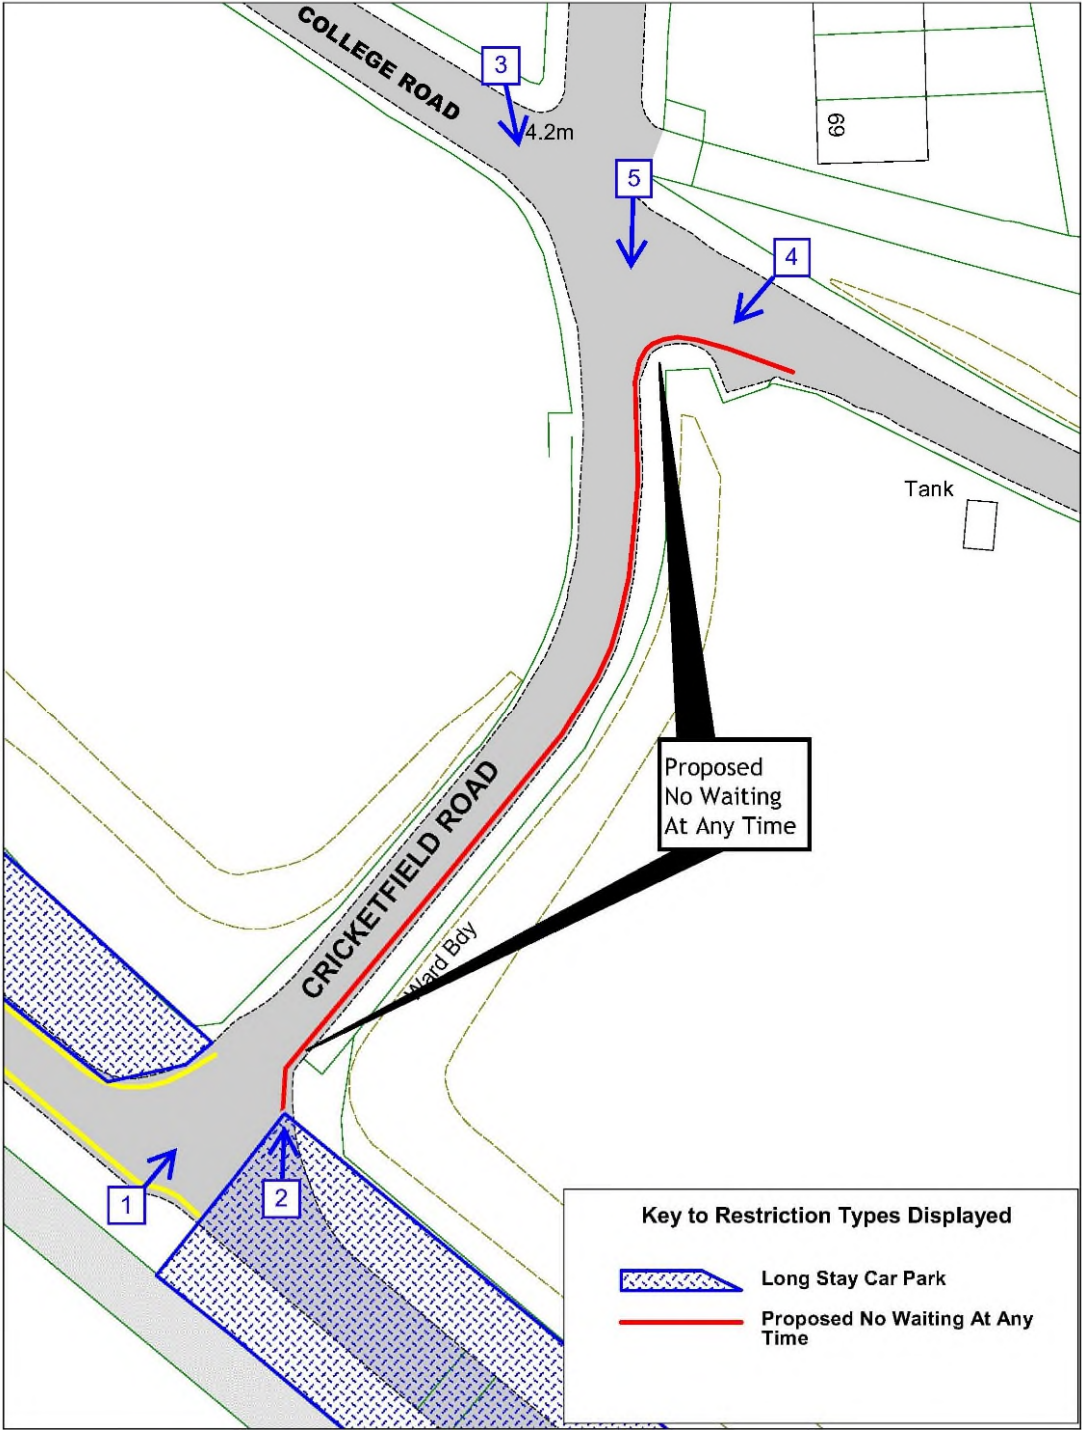 COLLEGE ROAD
3
4.2m
69
5
4
Tank
Proposed
No Waiting
At Any Time
CRICKETFIELD ROAD
Ward Bdy
1
2
Key to Restriction Types Displayed
Long Stay Car Park
Proposed No Waiting At Any
Time